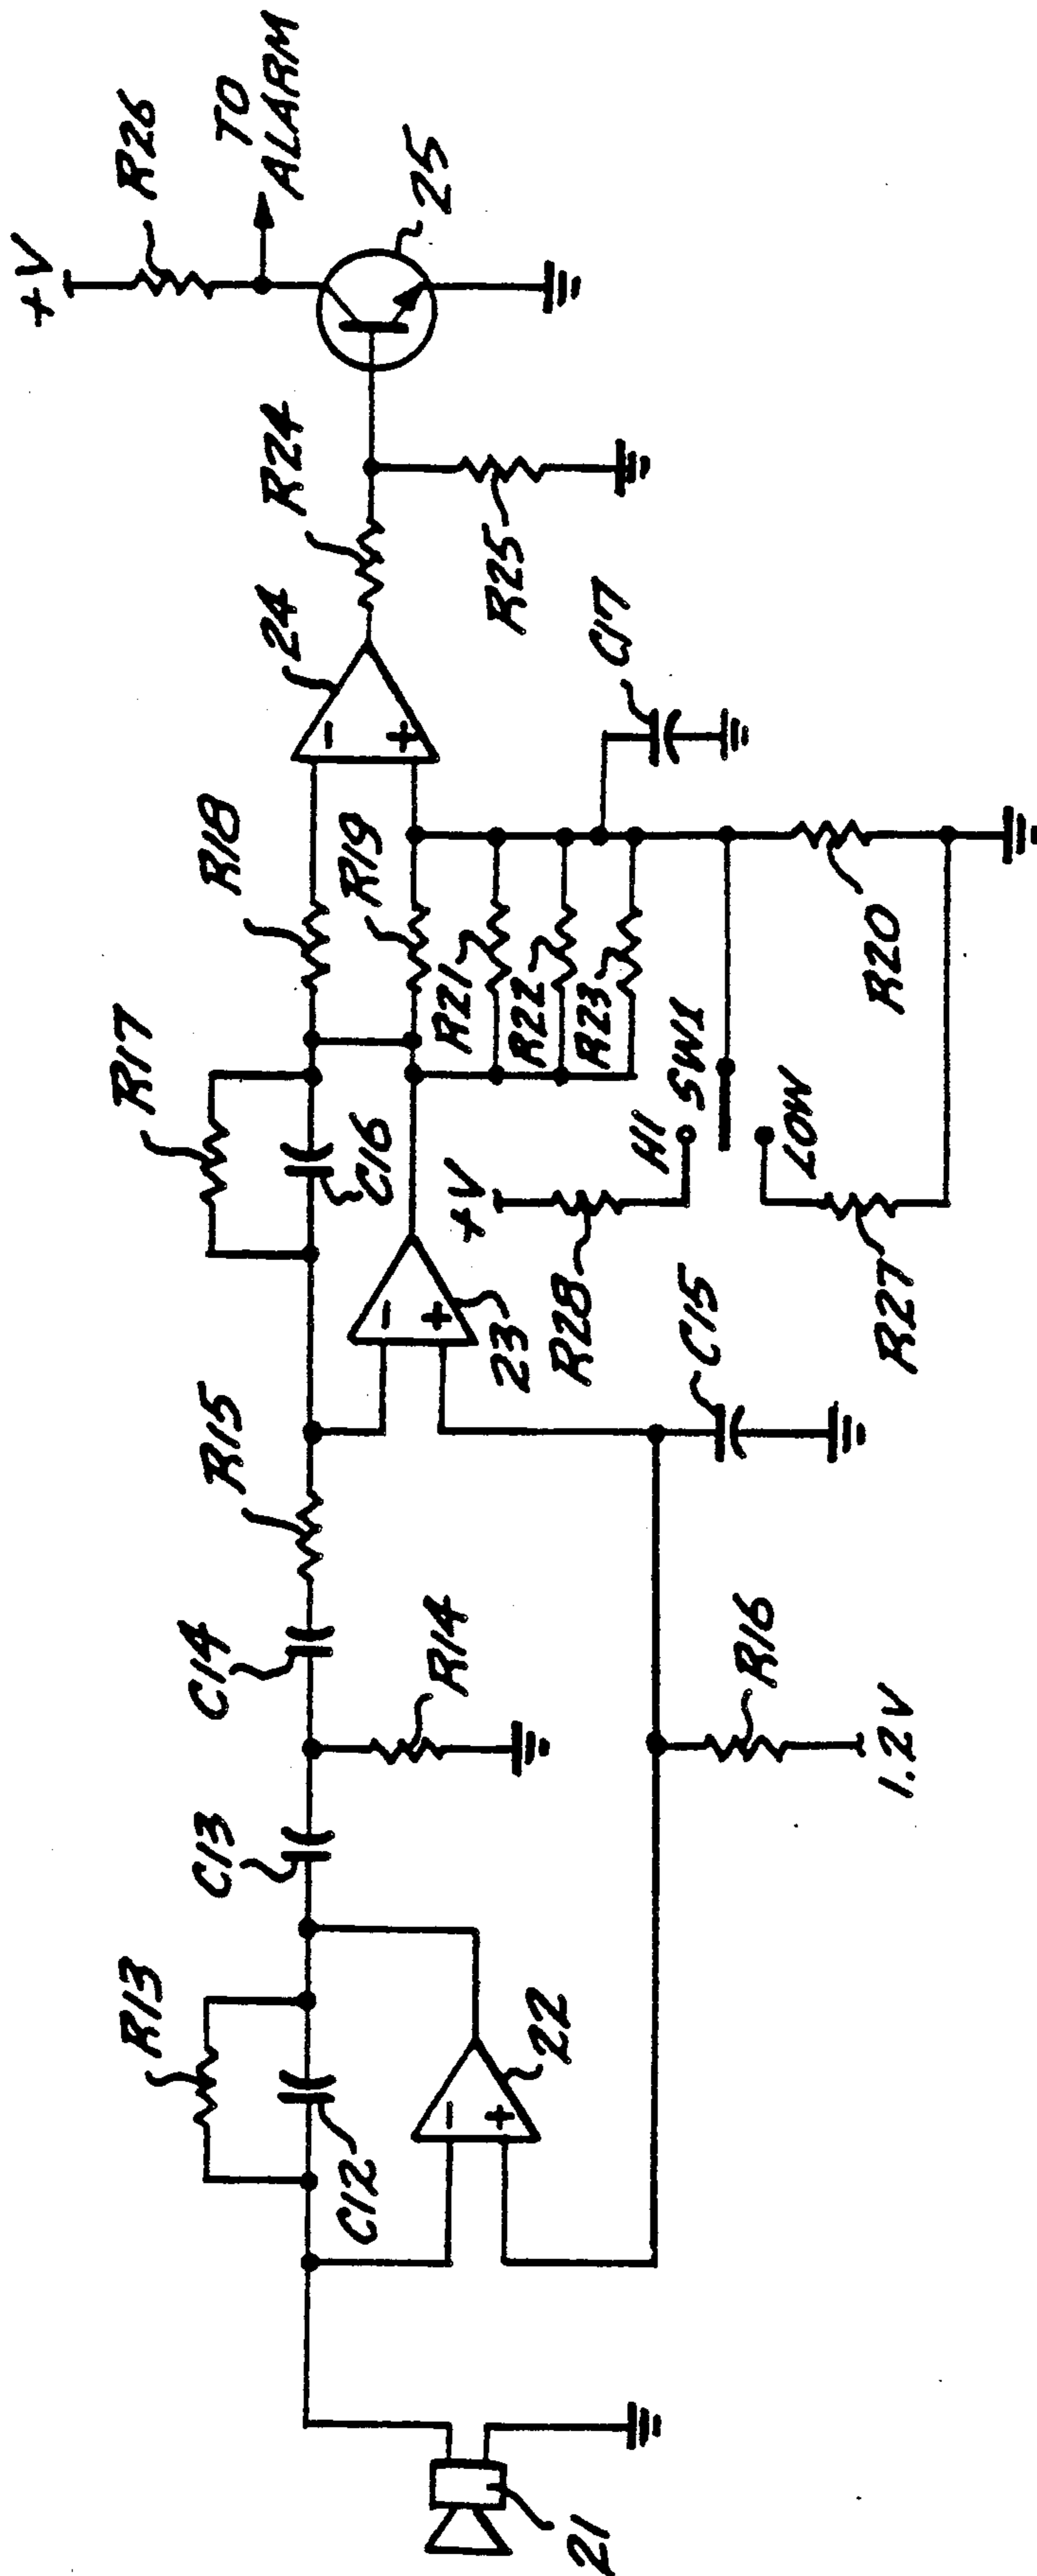 21
R13
C12
22
C13
C14
R14
R15
R16
1.2V
23
C15
R17
C16
+V
R28
HI
SW1
LOW
R27
R18
R19
R21
R22
R23
R20
24
C17
R24
R25
+V
R26
TO
ALARM
25
-
+
-
+
-
+